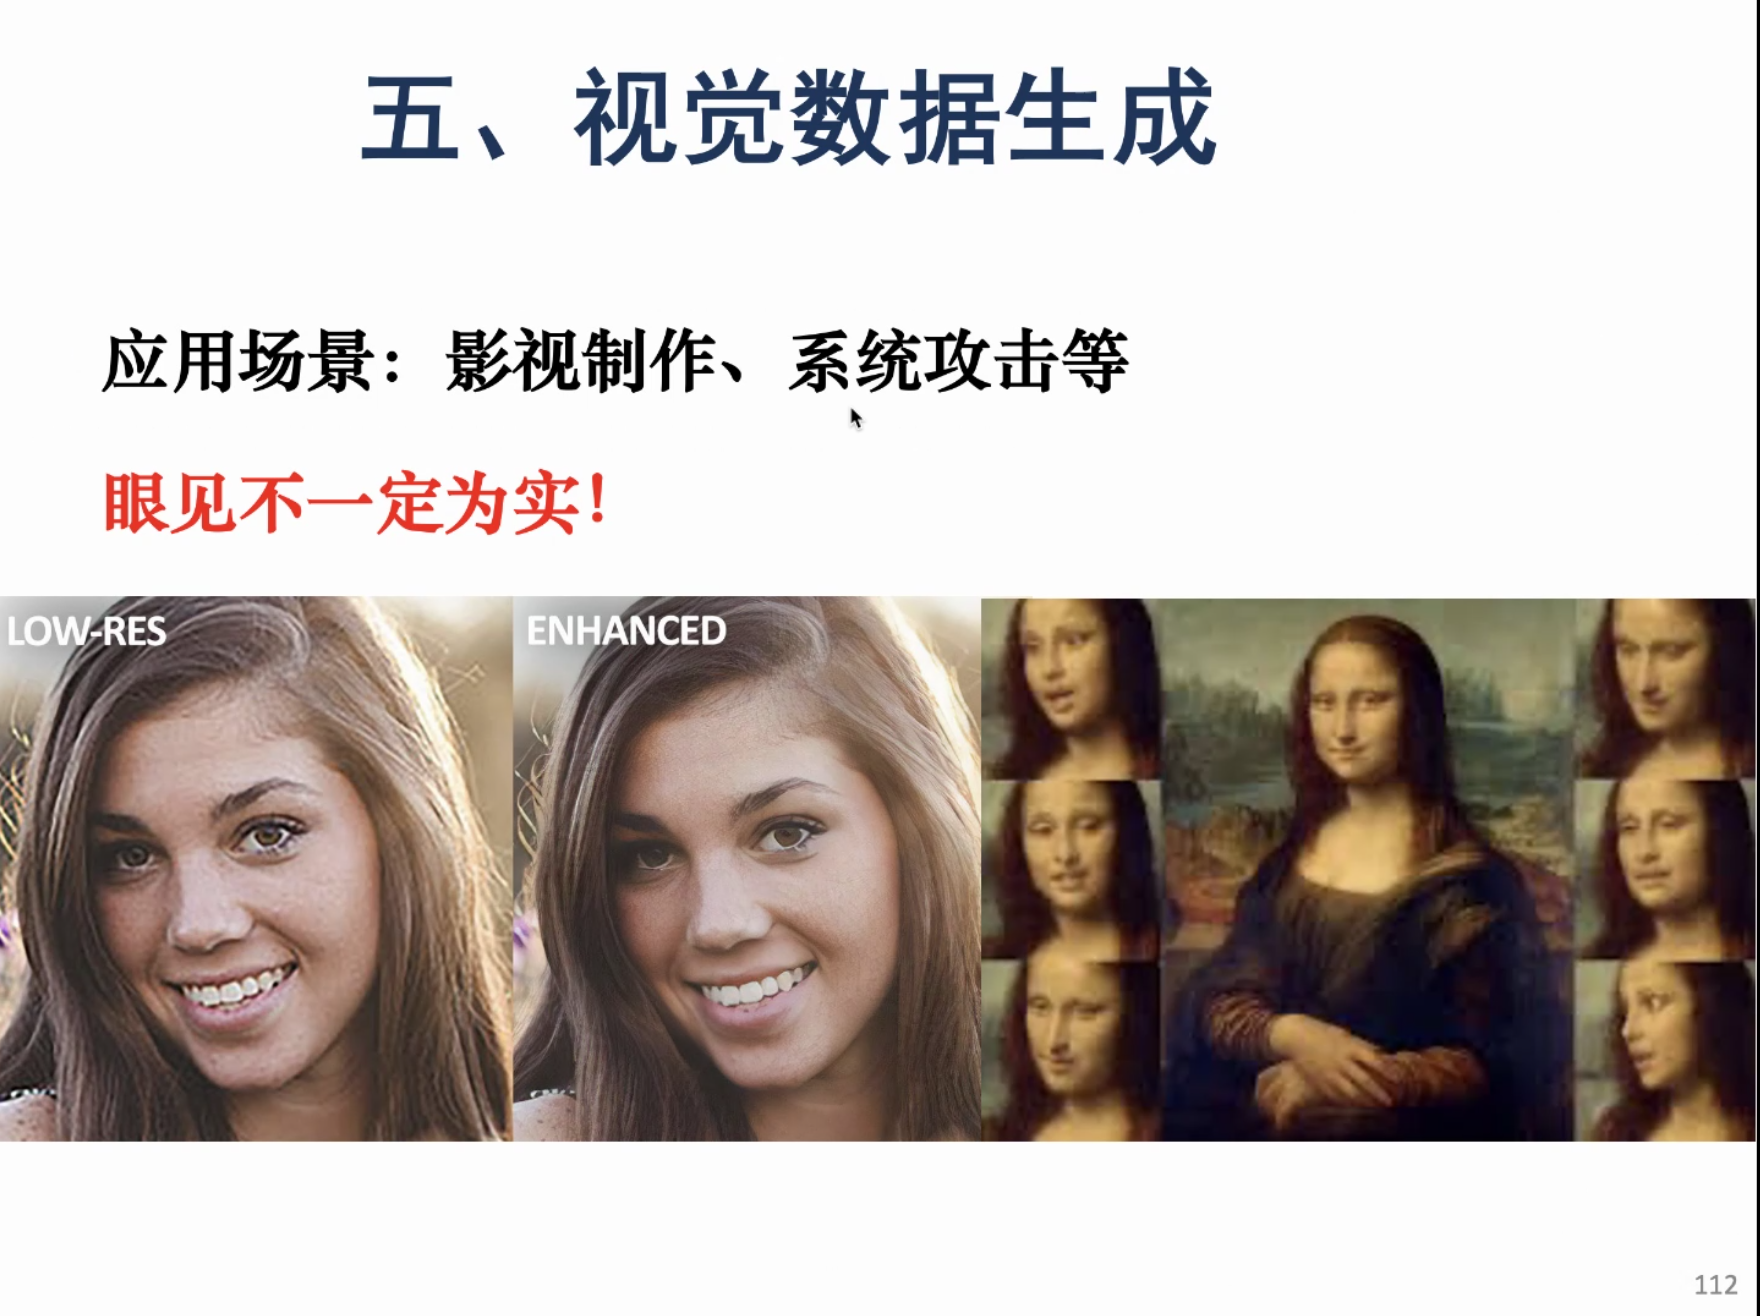 五、视觉数据生成
应用场景：影视制作、系统攻击等
眼见不一定为实！
LOW-RES
ENHANCED
112